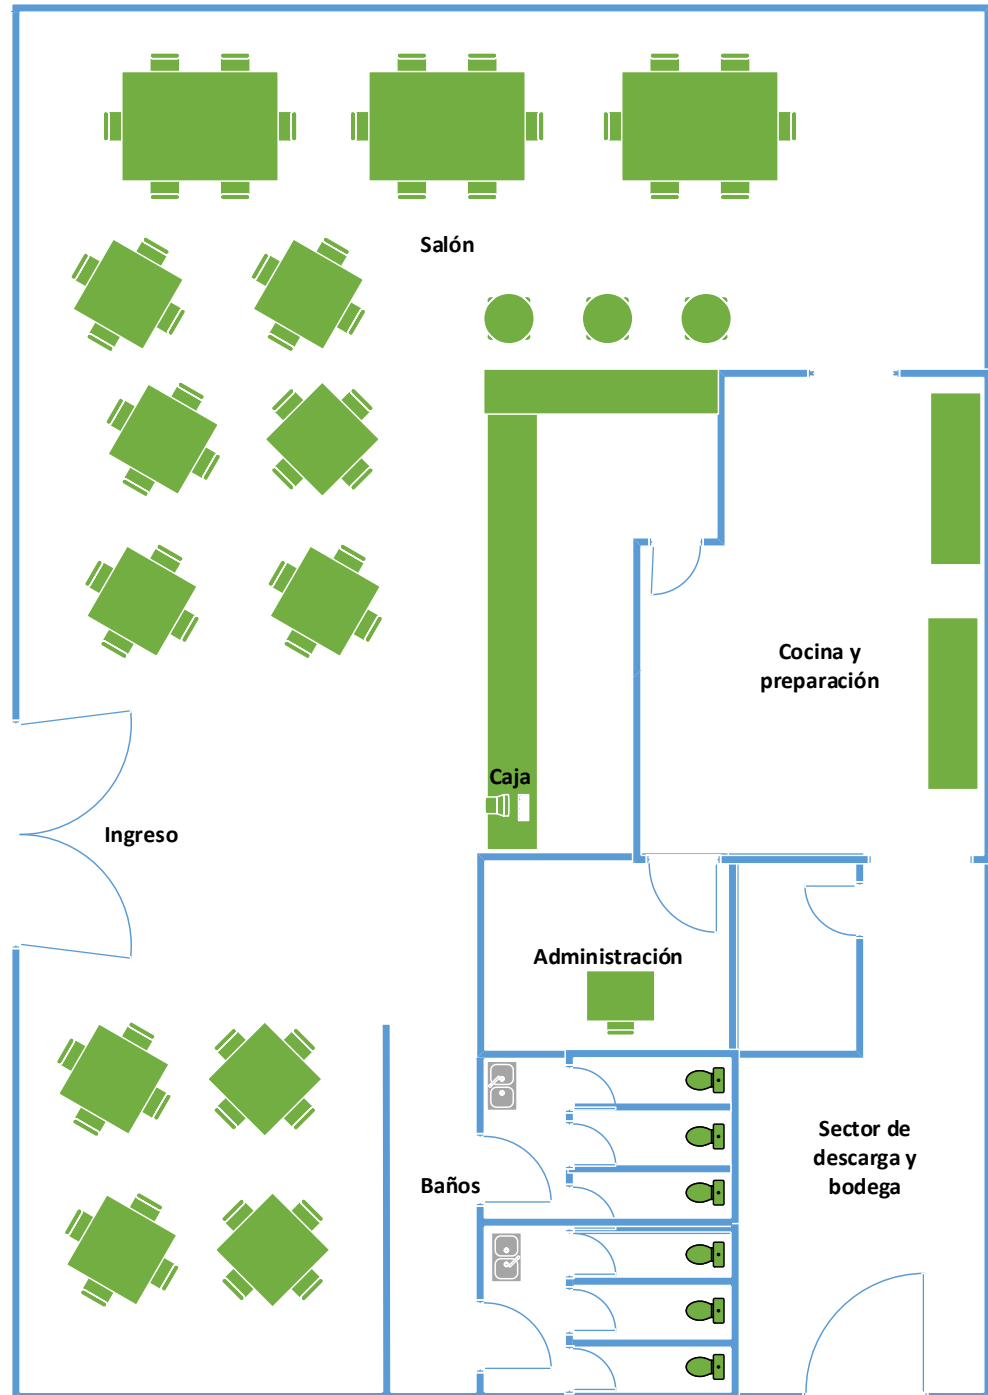 Salón
Cocina y
preparación
Caja
Ingreso
Administración
Sector de
descarga y
bodega
Baños